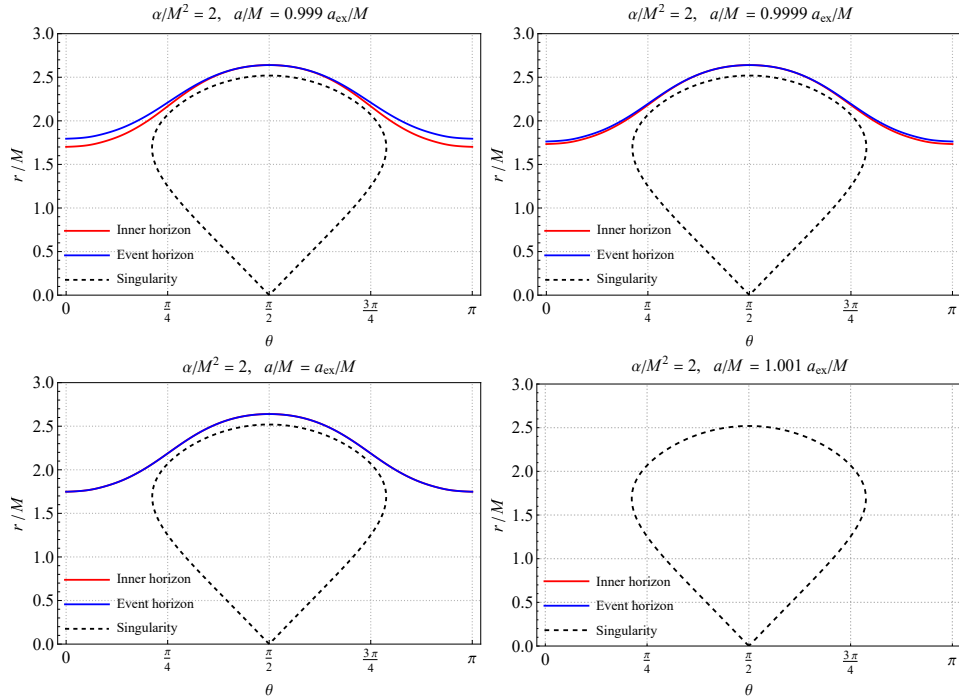 α/M² = 2, a/M = 0.999 a_ex/M
r/M
3.0
2.5
2.0
1.5
1.0
0.5
0.0
Inner horizon
Event horizon
Singularity
0 π/4 π/2 3π/4 π
θ
α/M² = 2, a/M = 0.9999 a_ex/M
r/M
3.0
2.5
2.0
1.5
1.0
0.5
0.0
Inner horizon
Event horizon
Singularity
0 π/4 π/2 3π/4 π
θ
α/M² = 2, a/M = a_ex/M
r/M
3.0
2.5
2.0
1.5
1.0
0.5
0.0
Inner horizon
Event horizon
Singularity
0 π/4 π/2 3π/4 π
θ
α/M² = 2, a/M = 1.001 a_ex/M
r/M
3.0
2.5
2.0
1.5
1.0
0.5
0.0
Inner horizon
Event horizon
Singularity
0 π/4 π/2 3π/4 π
θ